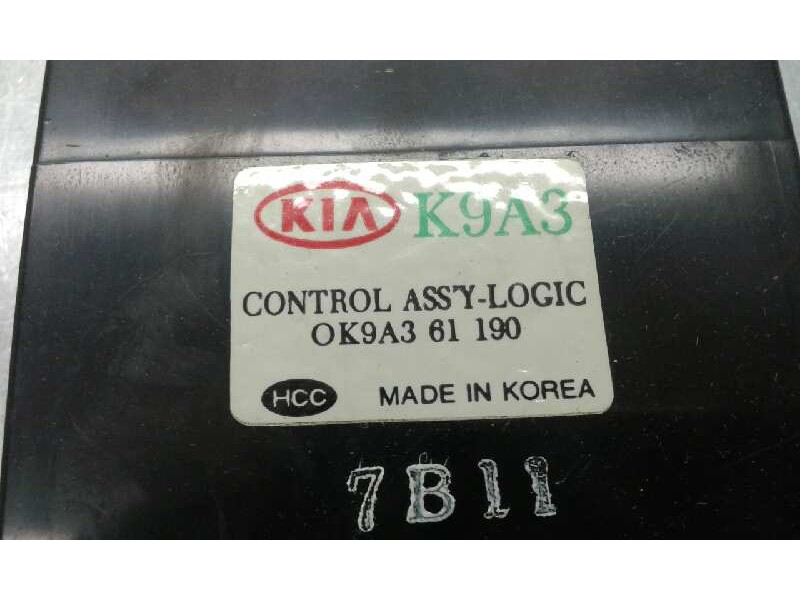 KIA K9A3
CONTROL ASS'Y-LOGIC
OK9A3 61 190
HCC MADE IN KOREA
7B11